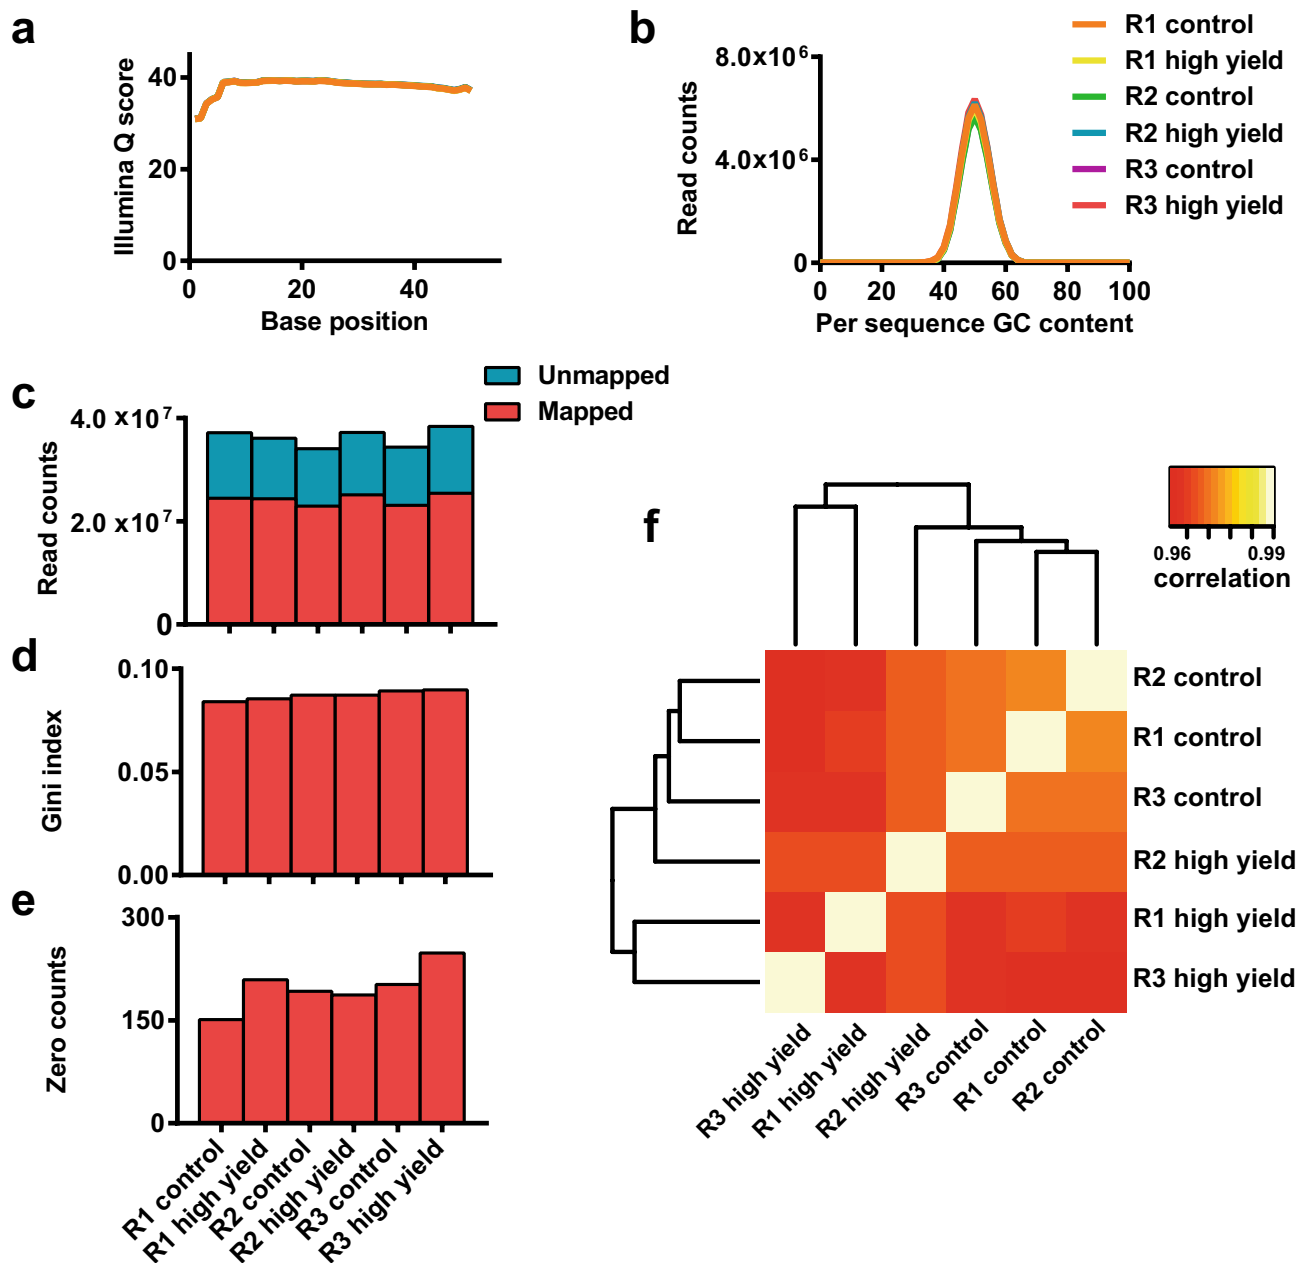 a
Illumina Q score
40
20
0
0 20 40
Base position
b
Read counts
8.0x10⁶
4.0x10⁶
0
0 20 40 60 80 100
Per sequence GC content
R1 control
R1 high yield
R2 control
R2 high yield
R3 control
R3 high yield
c
Unmapped
Mapped
Read counts
4.0 x10⁷
2.0 x10⁷
0
d
Gini index
0.10
0.05
0.00
e
Zero counts
300
150
0
R1 control
R1 high yield
R2 control
R2 high yield
R3 control
R3 high yield
f
0.96 0.99
correlation
R2 control
R1 control
R3 control
R2 high yield
R1 high yield
R3 high yield
R3 high yield
R1 high yield
R2 high yield
R3 control
R1 control
R2 control